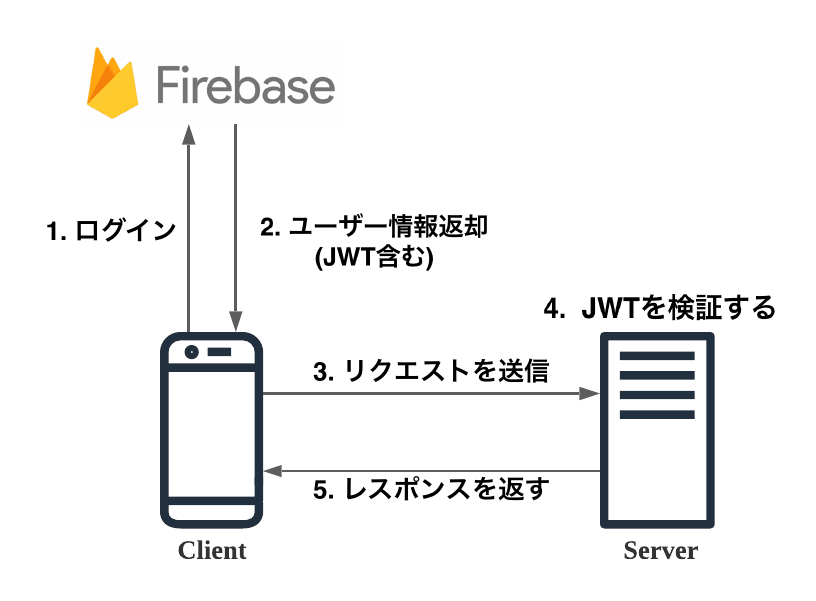 Firebase
1. ログイン
2. ユーザー情報返却
(JWT含む)
4. JWTを検証する
3. リクエストを送信
5. レスポンスを返す
Client
Server